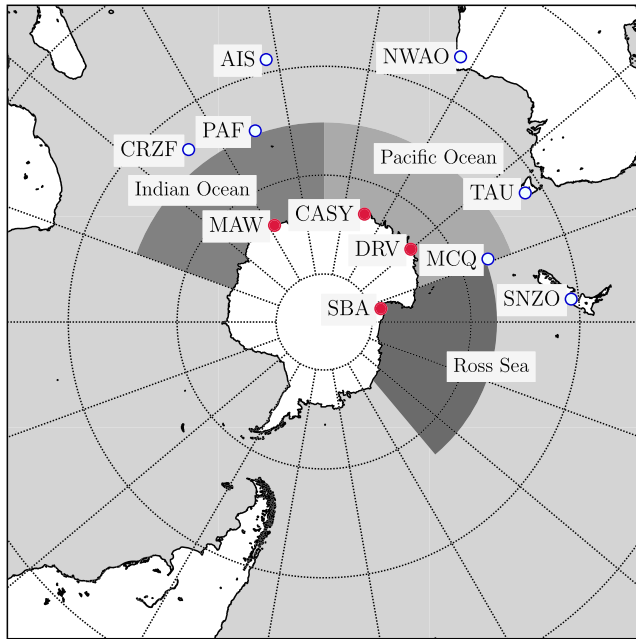 AIS
NWAO
PAF
CRZF
Pacific Ocean
Indian Ocean
TAU
MAW
CASY
DRV
MCQ
SBA
SNZO
Ross Sea